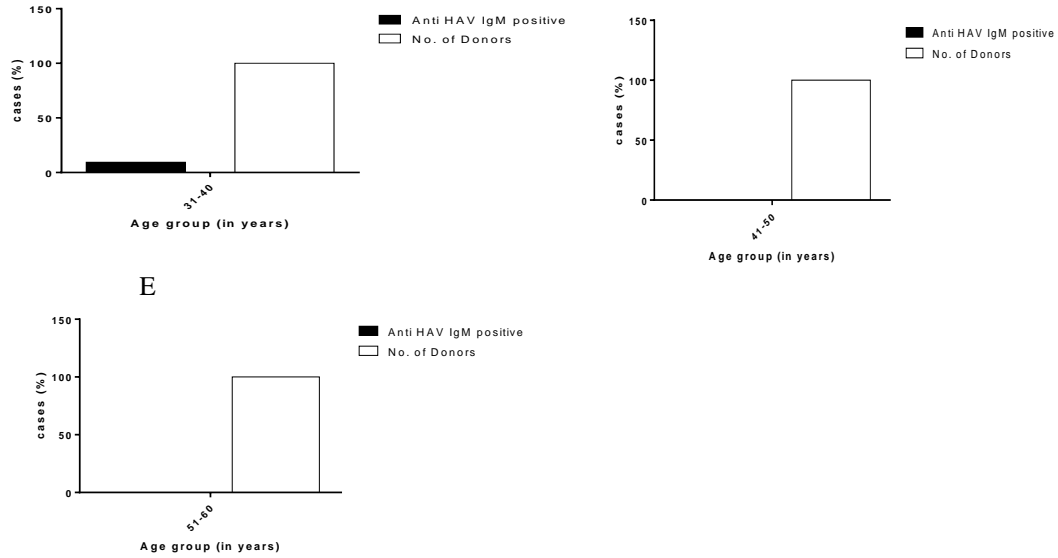 150
100
50
0
cases (%)
31-40
Age group (in years)
Anti HAV IgM positive
No. of Donors
150
100
50
0
cases (%)
41-50
Age group (in years)
Anti HAV IgM positive
No. of Donors
E
150
100
50
0
cases (%)
51-60
Age group (in years)
Anti HAV IgM positive
No. of Donors